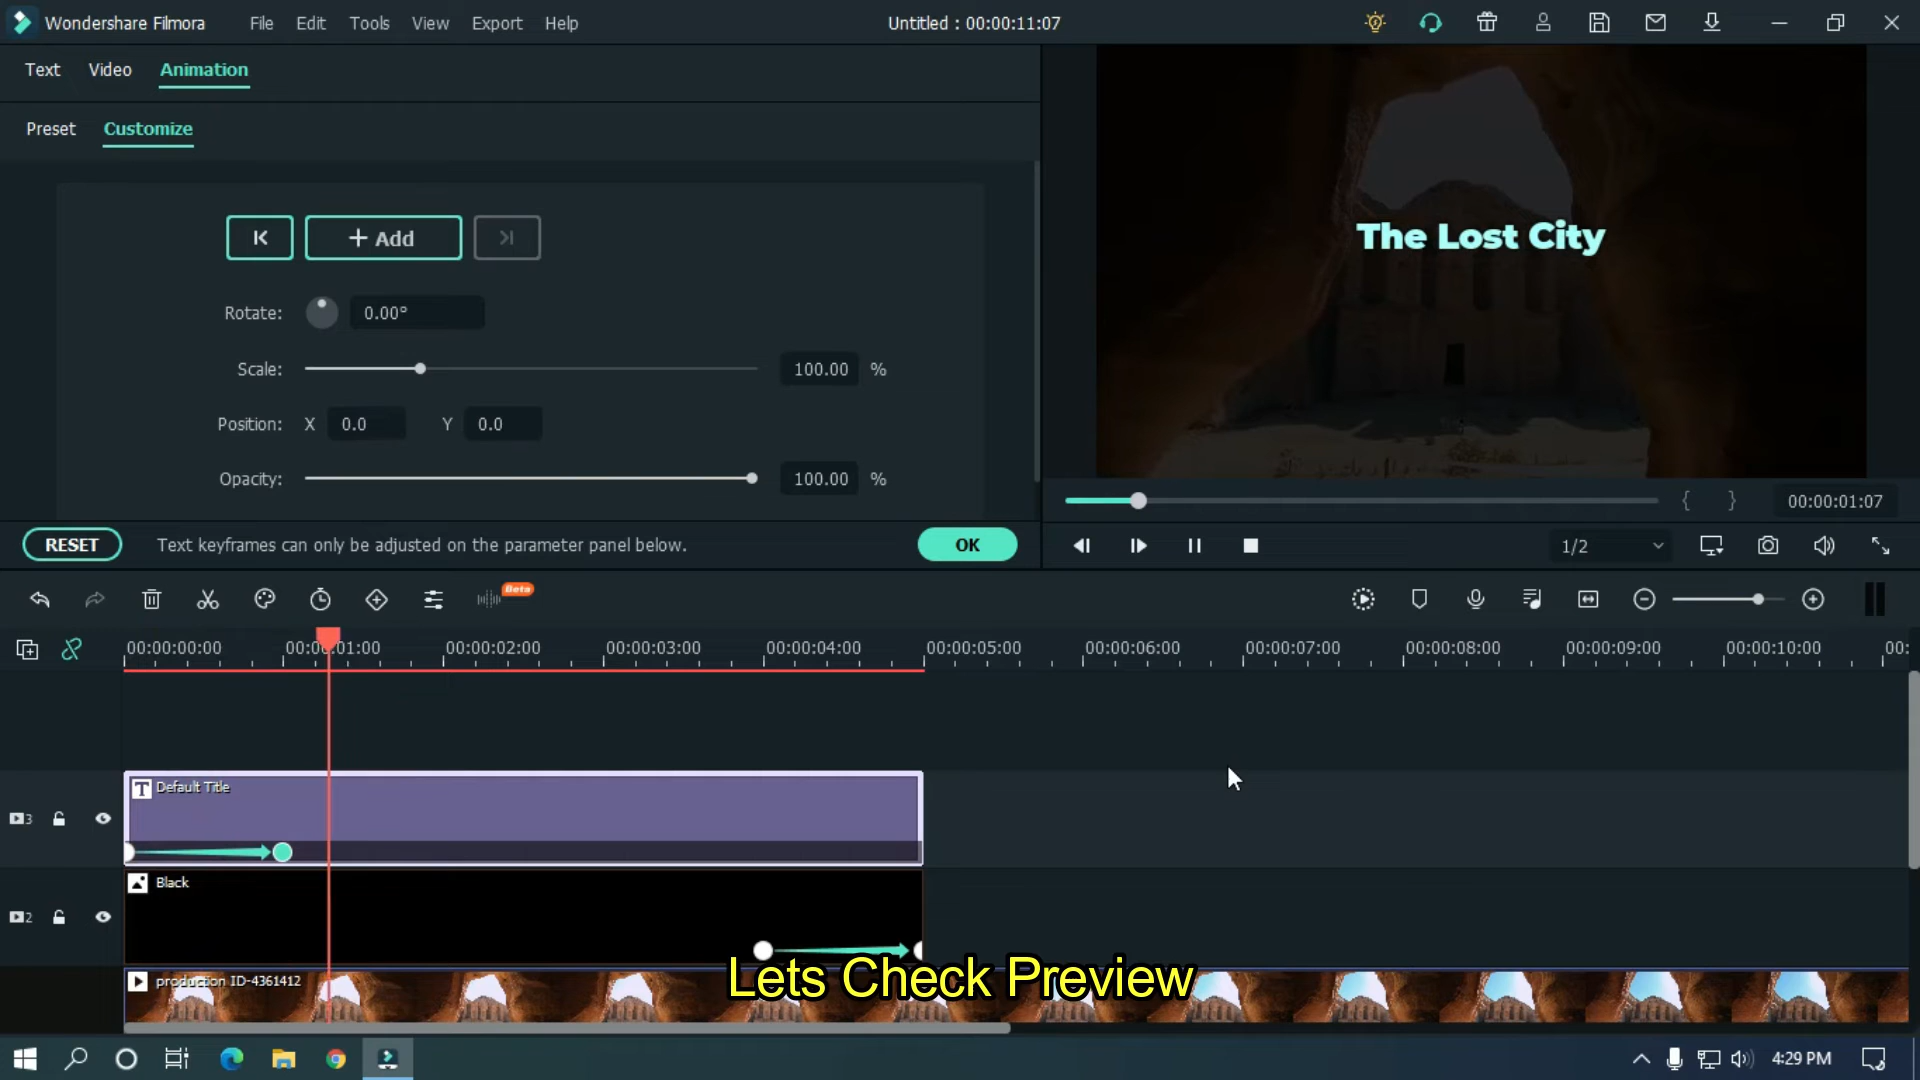 Wondershare Filmora
File
Edit
Tools
View
Export
Help
Untitled : 00:00:11:07
Text
Video
Animation
Preset
Customize
+ Add
Rotate:
0.00°
Scale:
100.00
%
Position:
X
0.0
Y
0.0
Opacity:
100.00
%
RESET
Text keyframes can only be adjusted on the parameter panel below.
OK
The Lost City
00:00:01:07
1/2
Beta
00:00:00:00
00:00:01:00
00:00:02:00
00:00:03:00
00:00:04:00
00:00:05:00
00:00:06:00
00:00:07:00
00:00:08:00
00:00:09:00
00:00:10:00
00:
3
T Default Title
2
Black
production ID-4361412
Lets Check Preview
4:29 PM